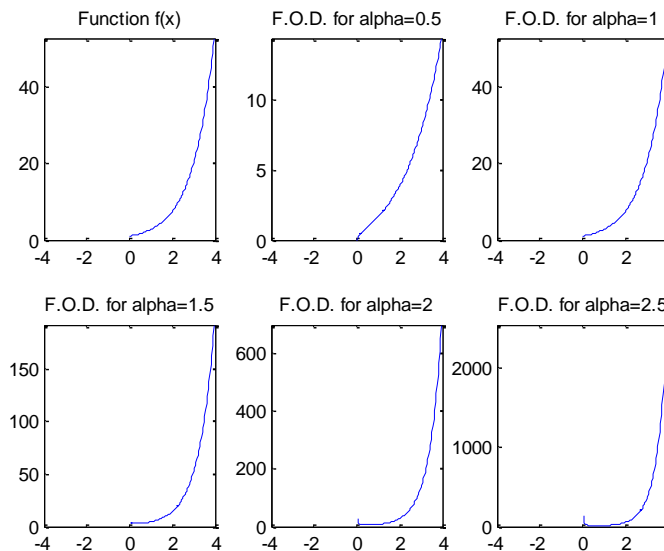 Function f(x)
F.O.D. for alpha=0.5
F.O.D. for alpha=1
40
20
0
-4 -2 0 2 4
10
5
0
-4 -2 0 2 4
40
20
0
-4 -2 0 2
F.O.D. for alpha=1.5
F.O.D. for alpha=2
F.O.D. for alpha=2.5
150
100
50
0
-4 -2 0 2 4
600
400
200
0
-4 -2 0 2 4
2000
1000
0
-4 -2 0 2